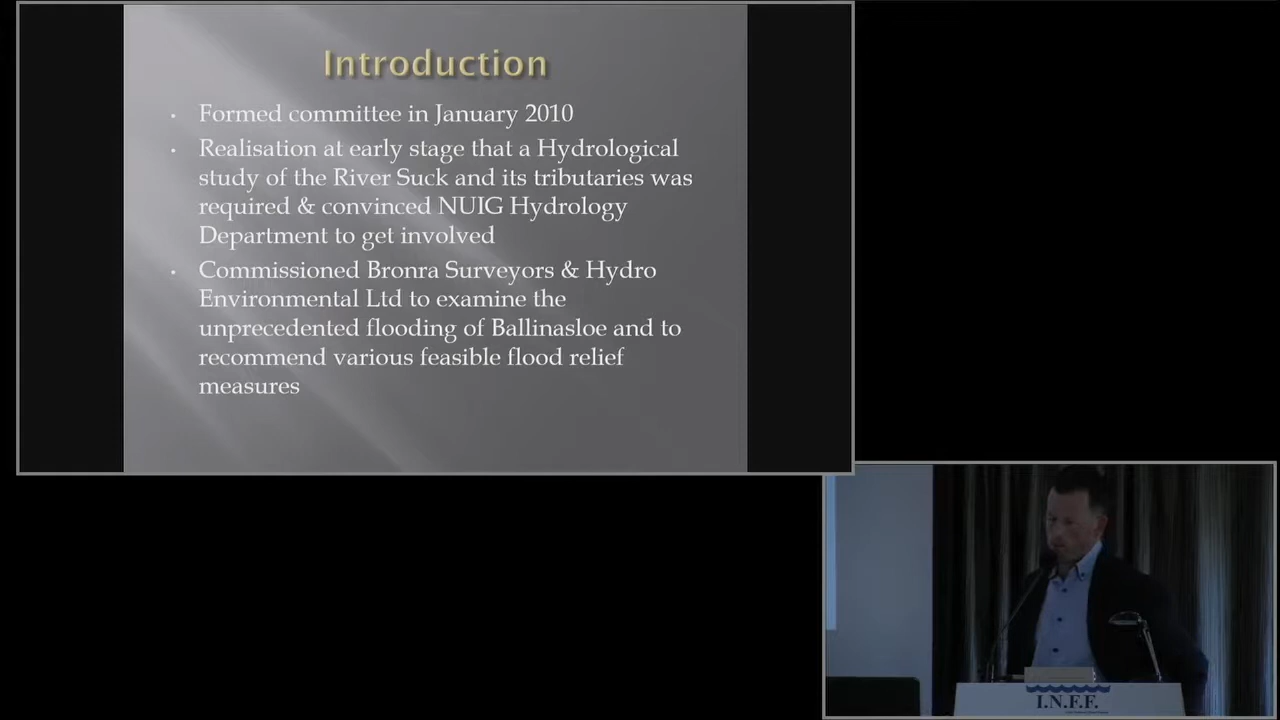 Introduction
• Formed committee in January 2010
• Realisation at early stage that a Hydrological
study of the River Suck and its tributaries was
required & convinced NUIG Hydrology
Department to get involved
• Commissioned Bronra Surveyors & Hydro
Environmental Ltd to examine the
unprecedented flooding of Ballinasloe and to
recommend various feasible flood relief
measures
I.N.F.F.